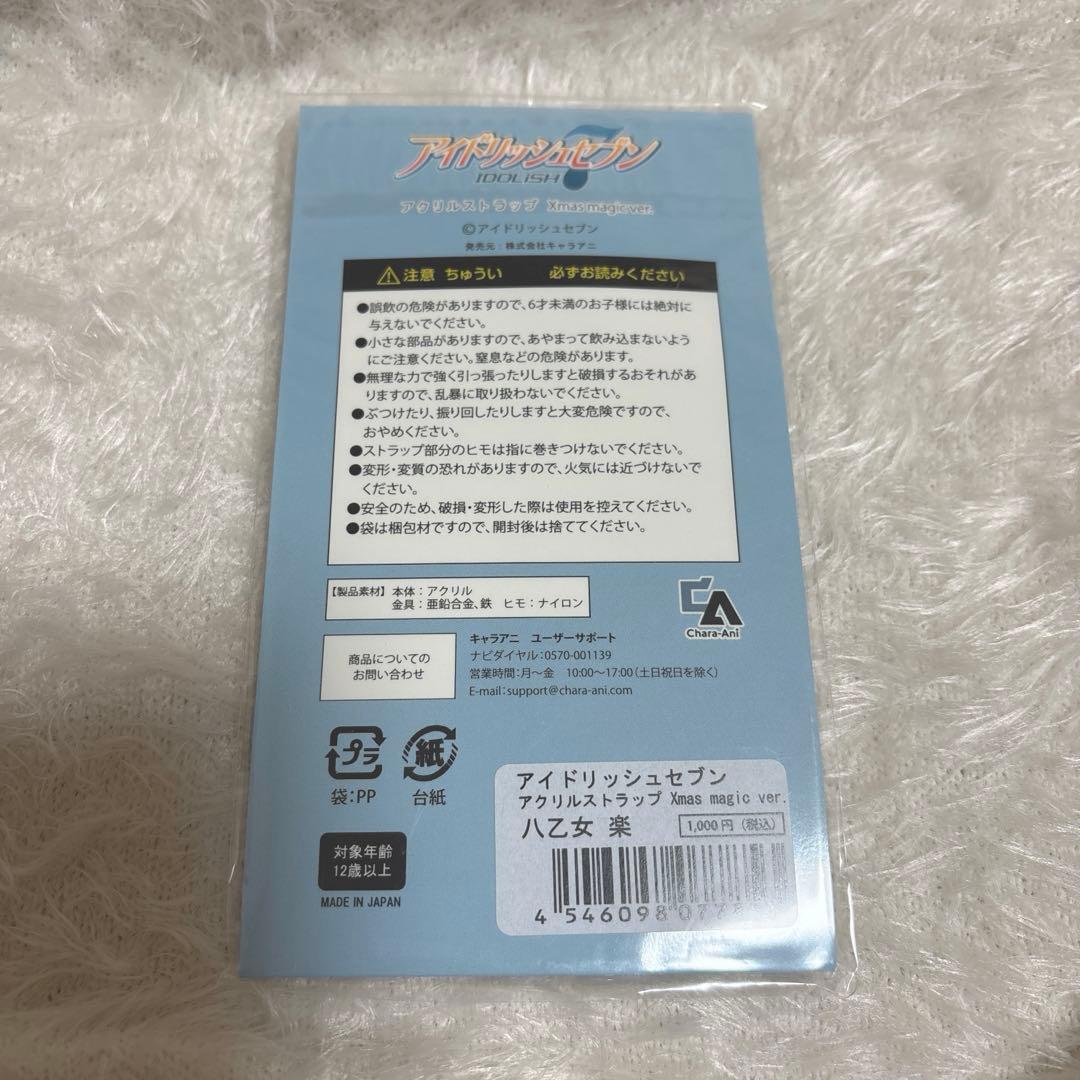 アイドリッシュセブン
IDOLiSH7
アクリルストラップ Xmas magic ver.
©アイドリッシュセブン
発売元：株式会社キャラアニ
注意 ちゅうい 必ずお読みください
●誤飲の危険がありますので、6才未満のお子様には絶対に
与えないでください。
●小さな部品がありますので、あやまって飲み込まないよう
にご注意ください。窒息などの危険があります。
●無理な力で強く引っ張ったりしますと破損するおそれがあ
りますので、乱暴に取り扱わないでください。
●ぶつけたり、振り回したりしますと大変危険ですので、
おやめください。
●ストラップ部分のヒモは指に巻きつけないでください。
●変形・変質の恐れがありますので、火気には近づけないで
ください。
●安全のため、破損・変形した際は使用を控えてください。
●袋は梱包材ですので、開封後は捨ててください。
【製品素材】本体：アクリル
金具：亜鉛合金、鉄 ヒモ：ナイロン
CA
Chara-Ani
商品についての
お問い合わせ
キャラアニ ユーザーサポート
ナビダイヤル：0570-001139
営業時間：月～金 10:00～17:00（土日祝日を除く）
E-mail：support@chara-ani.com
プラ
袋：PP
紙
台紙
対象年齢
12歳以上
MADE IN JAPAN
アイドリッシュセブン
アクリルストラップ Xmas magic ver.
八乙女 楽
1,000円（税込）
4 546098 077